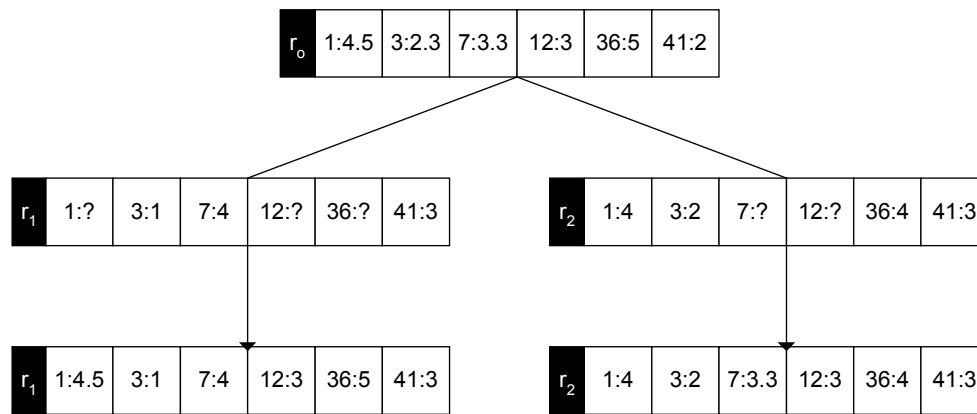 rₒ 1:4.5 3:2.3 7:3.3 12:3 36:5 41:2
r₁ 1:? 3:1 7:4 12:? 36:? 41:3
r₂ 1:4 3:2 7:? 12:? 36:4 41:3
r₁ 1:4.5 3:1 7:4 12:3 36:5 41:3
r₂ 1:4 3:2 7:3.3 12:3 36:4 41:3